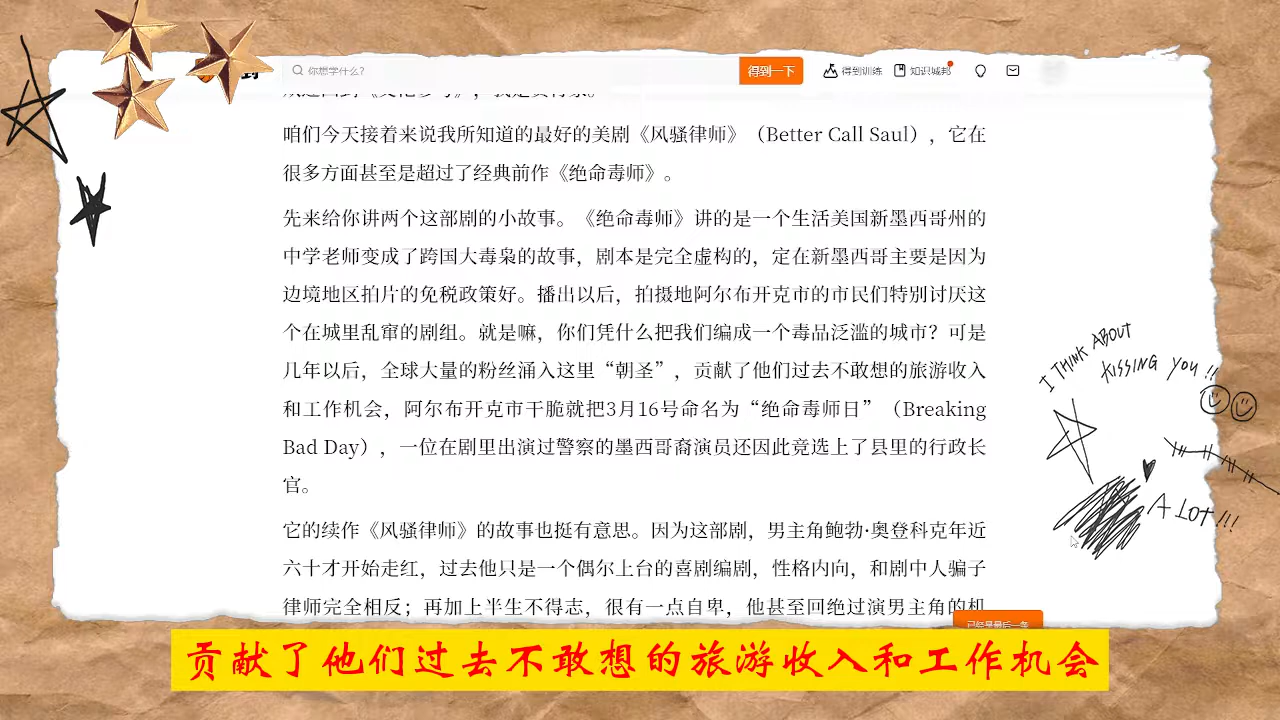 你想学什么?
得到一下
得到训练
知识城邦
咱们今天接着来说我所知道的最好的美剧《风骚律师》（Better Call Saul），它在
很多方面甚至是超过了经典前作《绝命毒师》。
先来给你讲两个这部剧的小故事。《绝命毒师》讲的是一个生活美国新墨西哥州的
中学老师变成了跨国大毒枭的故事，剧本是完全虚构的，定在新墨西哥主要是因为
边境地区拍片的免税政策好。播出以后，拍摄地阿尔布开克市的市民们特别讨厌这
个在城里乱窜的剧组。就是嘛，你们凭什么把我们编成一个毒品泛滥的城市？可是
几年以后，全球大量的粉丝涌入这里“朝圣”，贡献了他们过去不敢想的旅游收入
和工作机会，阿尔布开克市干脆就把3月16号命名为“绝命毒师日”（Breaking
Bad Day），一位在剧里出演过警察的墨西哥裔演员还因此竞选上了县里的行政长
官。
它的续作《风骚律师》的故事也挺有意思。因为这部剧，男主角鲍勃·奥登科克年近
六十才开始走红，过去他只是一个偶尔上台的喜剧编剧，性格内向，和剧中人骗子
律师完全相反；再加上半生不得志，很有一点自卑，他甚至回绝过演男主角的机
已经是最后一条
I THINK ABOUT
KISSING YOU !!
A LOT !!!
贡献了他们过去不敢想的旅游收入和工作机会